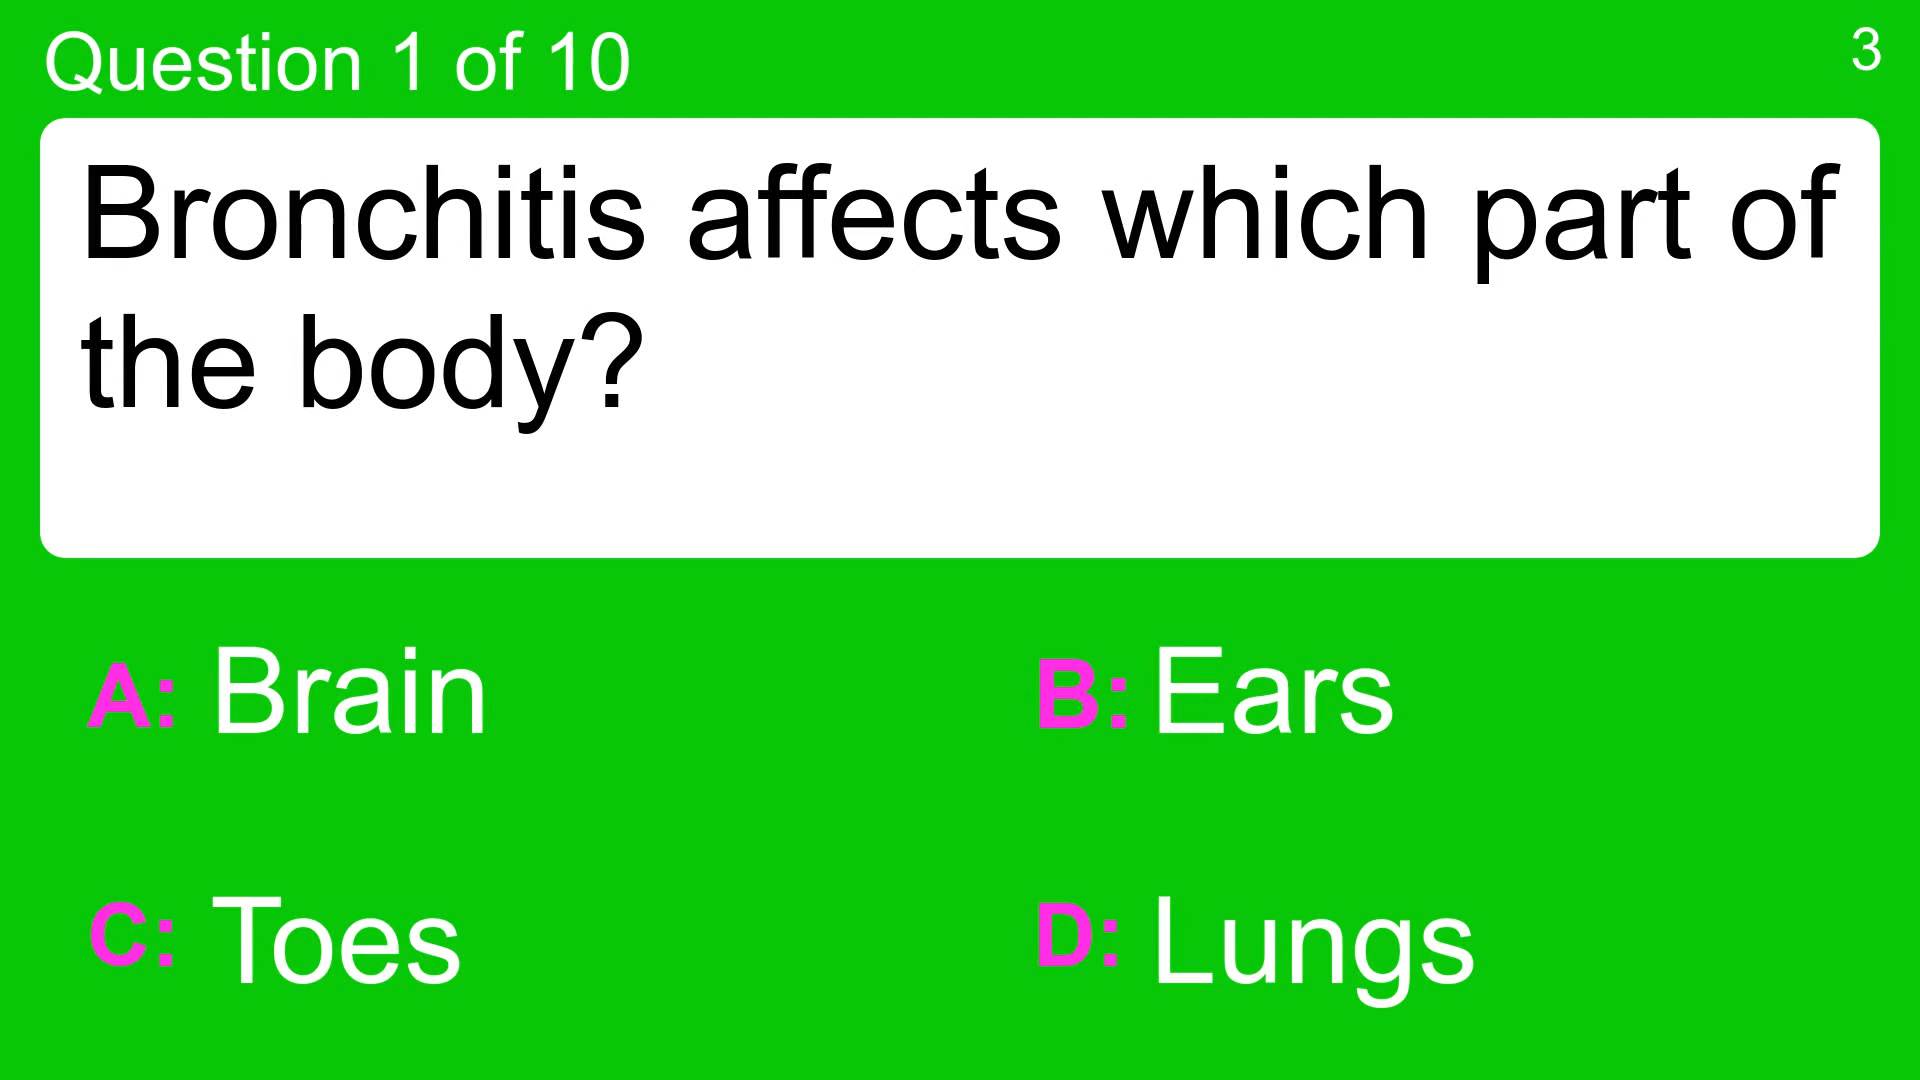 Question 1 of 10
3
Bronchitis affects which part of
the body?
A: Brain
B: Ears
C: Toes
D: Lungs